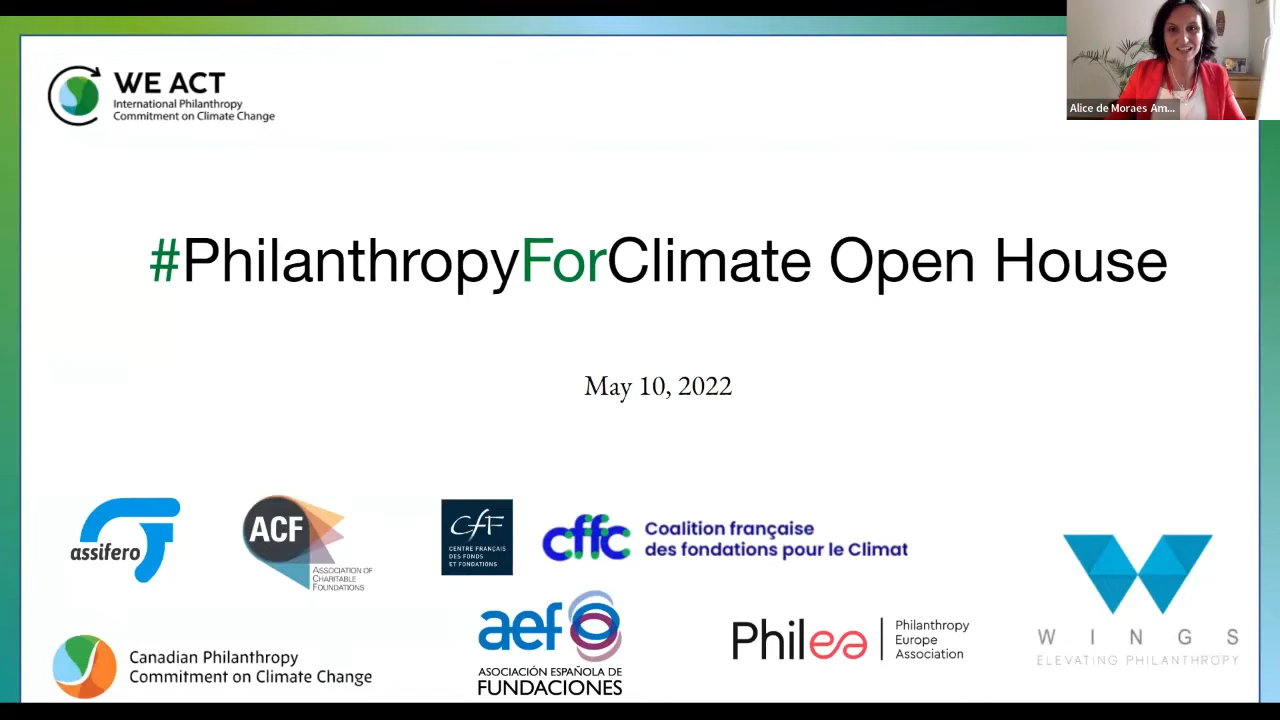 WE ACT
International Philanthropy
Commitment on Climate Change
Alice de Moraes Am...
#PhilanthropyForClimate Open House
May 10, 2022
assifero
ACF
ASSOCIATION OF
CHARITABLE
FOUNDATIONS
CfF
CENTRE FRANÇAIS
DES FONDS
ET FONDATIONS
cffc
Coalition française
des fondations pour le Climat
WINGS
ELEVATING PHILANTHROPY
Canadian Philanthropy
Commitment on Climate Change
aef
ASOCIACIÓN ESPAÑOLA DE
FUNDACIONES
Philea
Philanthropy
Europe
Association